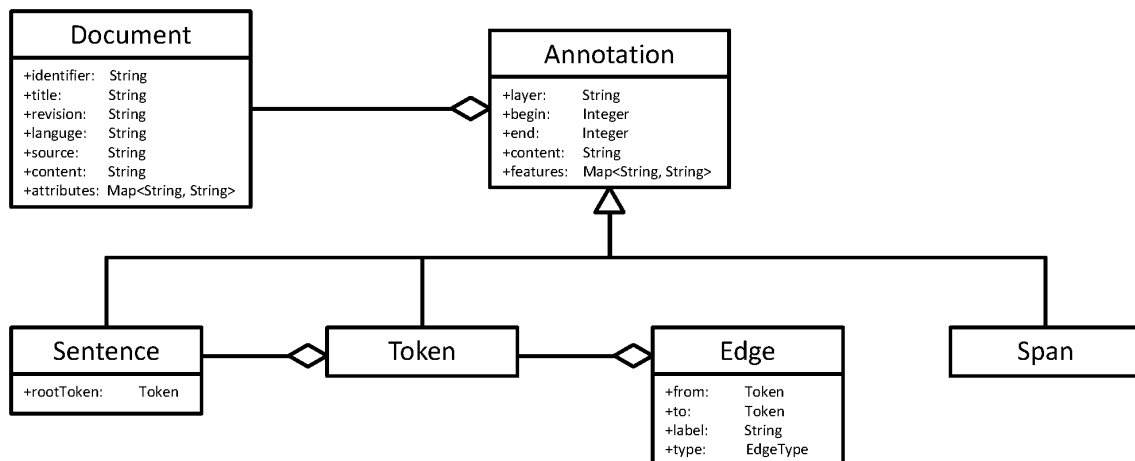 Document
+identifier: String
+title: String
+revision: String
+languge: String
+source: String
+content: String
+attributes: Map<String, String>
Annotation
+layer: String
+begin: Integer
+end: Integer
+content: String
+features: Map<String, String>
Sentence
+rootToken: Token
Token
Edge
+from: Token
+to: Token
+label: String
+type: EdgeType
Span